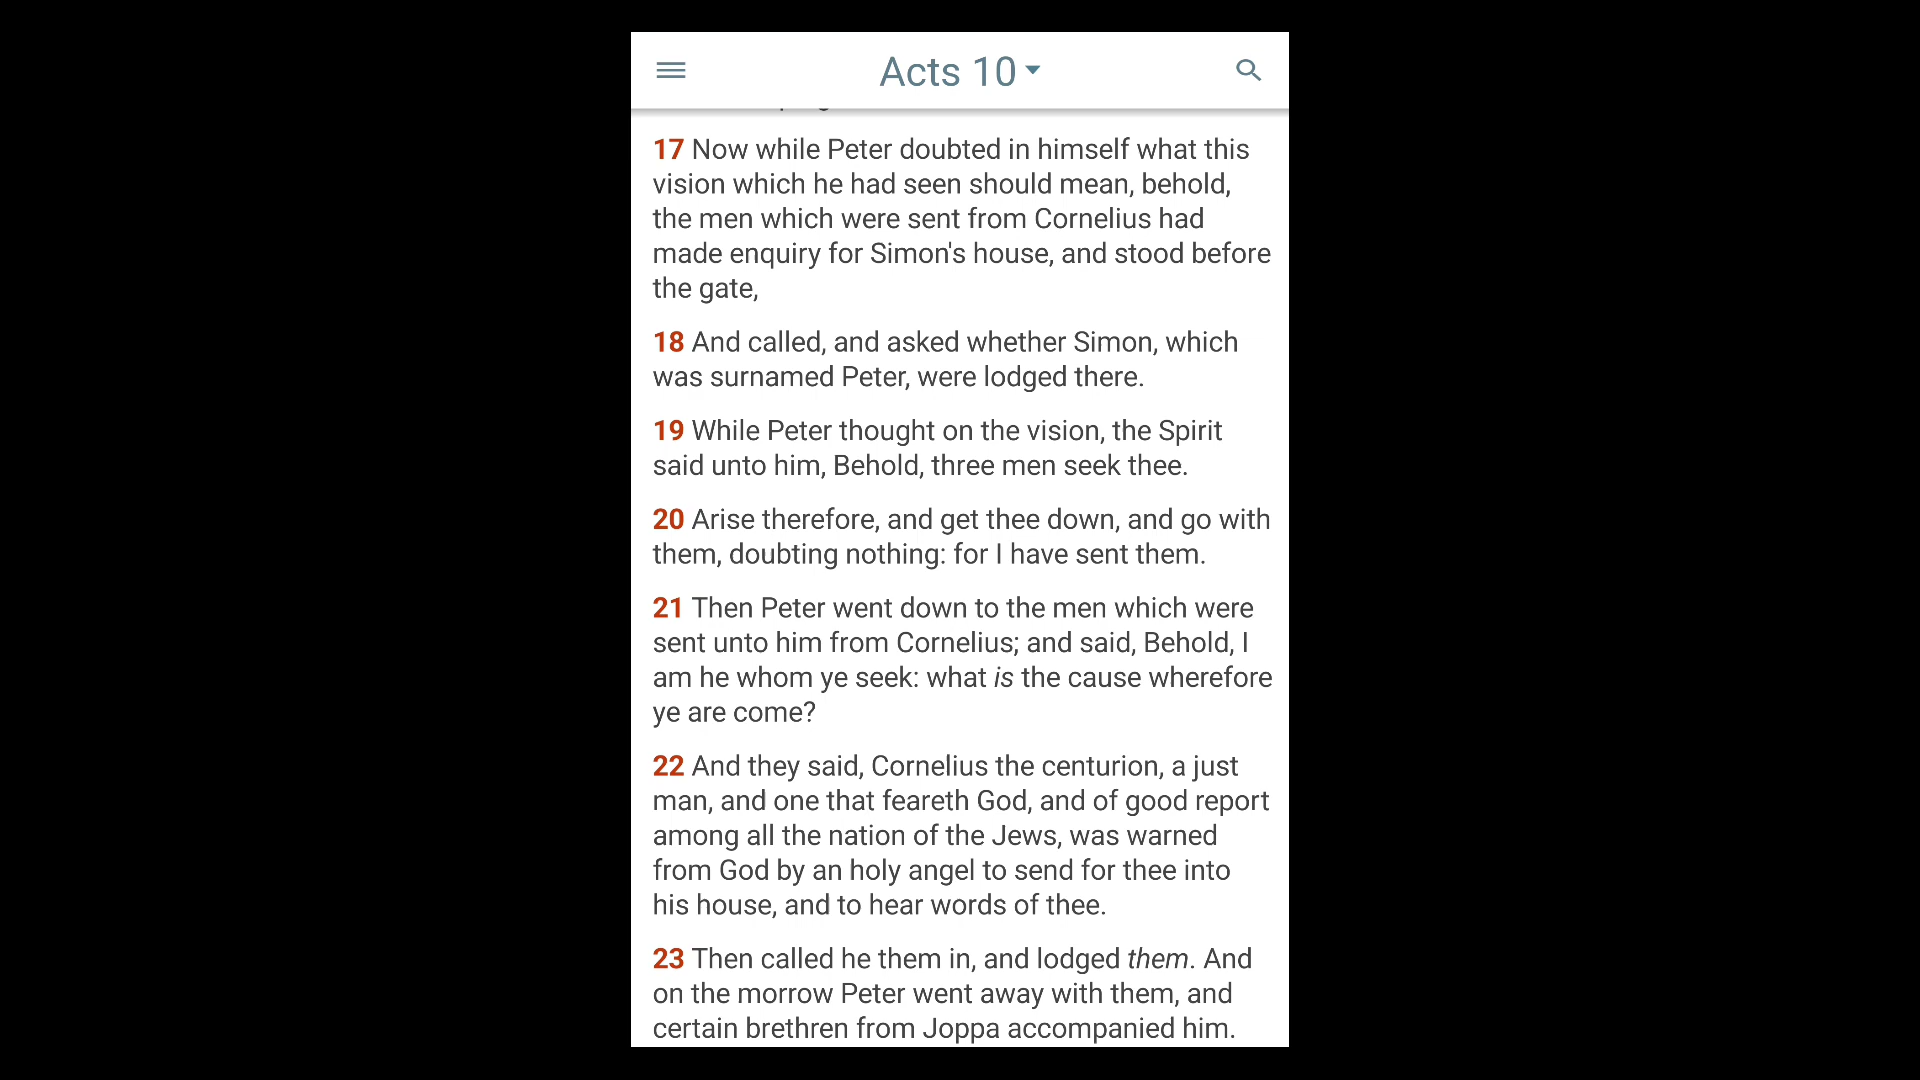 Acts 10
17 Now while Peter doubted in himself what this
vision which he had seen should mean, behold,
the men which were sent from Cornelius had
made enquiry for Simon's house, and stood before
the gate,
18 And called, and asked whether Simon, which
was surnamed Peter, were lodged there.
19 While Peter thought on the vision, the Spirit
said unto him, Behold, three men seek thee.
20 Arise therefore, and get thee down, and go with
them, doubting nothing: for I have sent them.
21 Then Peter went down to the men which were
sent unto him from Cornelius; and said, Behold, I
am he whom ye seek: what is the cause wherefore
ye are come?
22 And they said, Cornelius the centurion, a just
man, and one that feareth God, and of good report
among all the nation of the Jews, was warned
from God by an holy angel to send for thee into
his house, and to hear words of thee.
23 Then called he them in, and lodged them. And
on the morrow Peter went away with them, and
certain brethren from Joppa accompanied him.